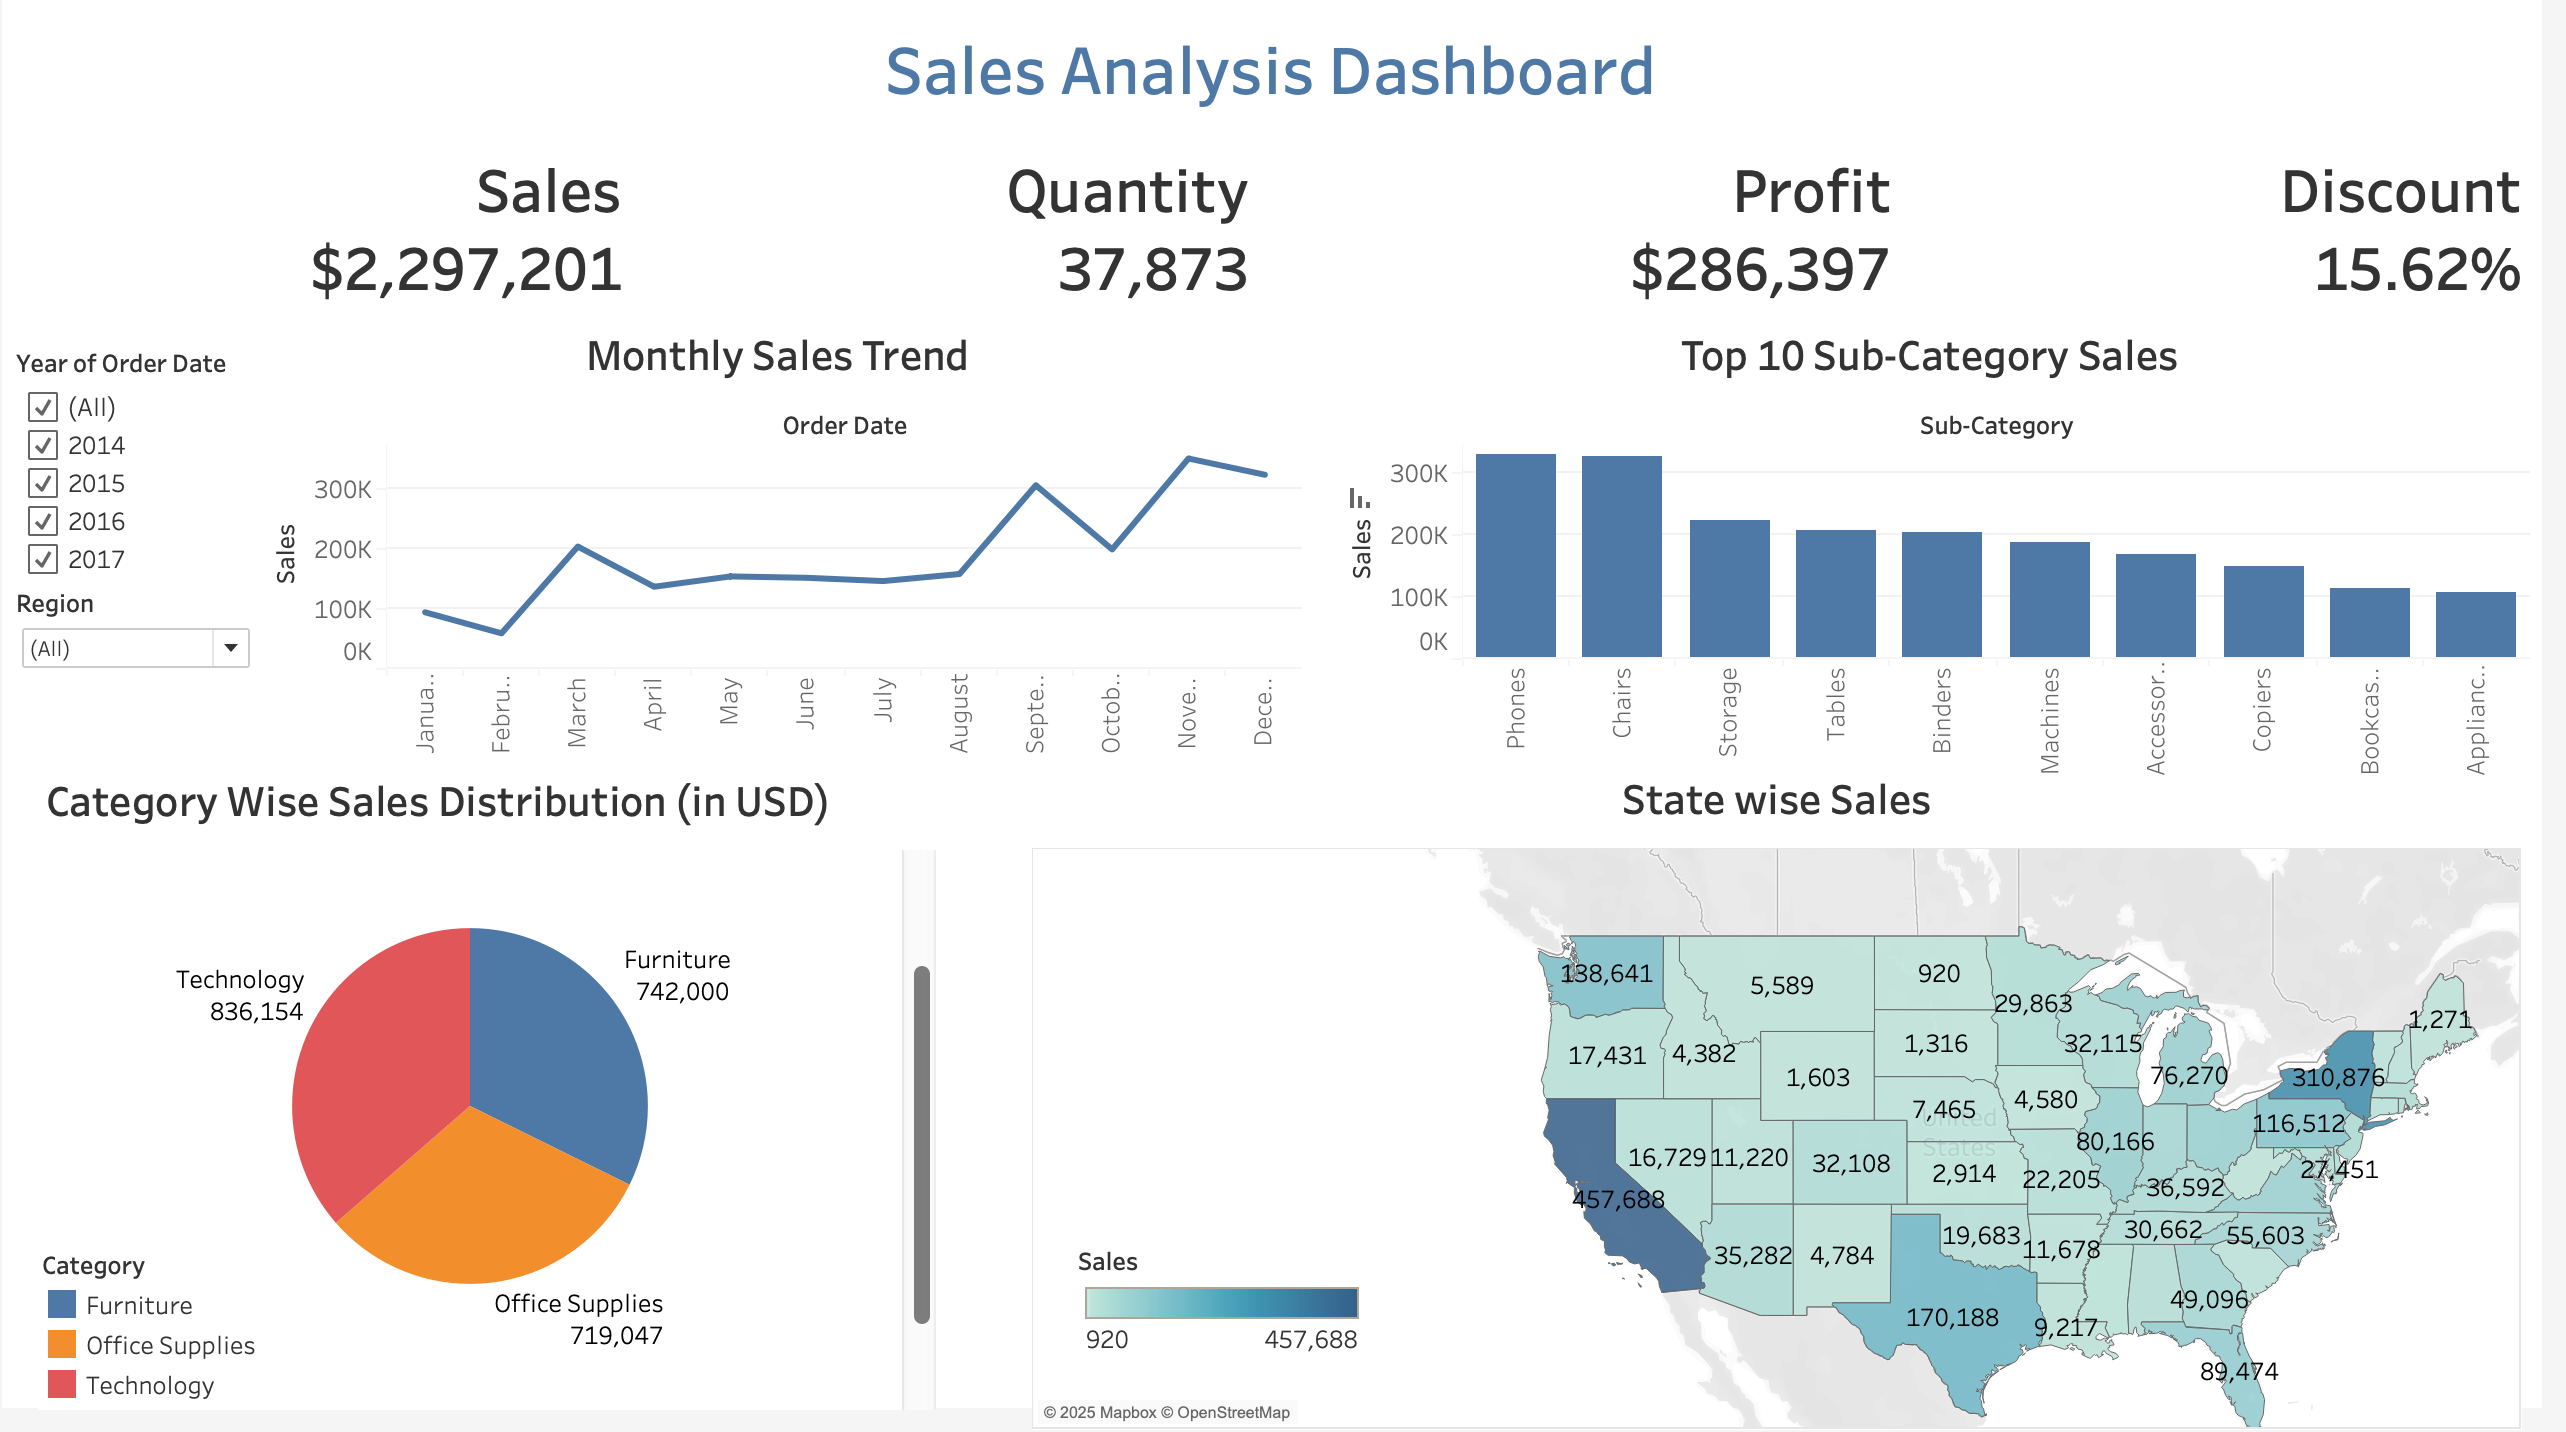 Sales Analysis Dashboard
Sales
$2,297,201
Quantity
37,873
Profit
$286,397
Discount
15.62%
Year of Order Date
(All)
2014
2015
2016
2017
Region
(All)
Monthly Sales Trend
Order Date
Sales
300K
200K
100K
0K
Janua..
Febru..
March
April
May
June
July
August
Septe..
Octob..
Nove..
Dece..
Top 10 Sub-Category Sales
Sub-Category
Sales
300K
200K
100K
0K
Phones
Chairs
Storage
Tables
Binders
Machines
Accessor..
Copiers
Bookcas..
Applianc..
Category Wise Sales Distribution (in USD)
Technology
836,154
Furniture
742,000
Office Supplies
719,047
Category
Furniture
Office Supplies
Technology
State wise Sales
138,641
5,589
920
29,863
1,271
17,431
4,382
1,316
32,115
76,270
310,876
1,603
7,465
4,580
United
States
116,512
80,166
16,729
11,220
32,108
2,914
22,205
36,592
27,451
457,688
19,683
11,678
30,662
55,603
35,282
4,784
170,188
9,217
49,096
89,474
Sales
920
457,688
© 2025 Mapbox © OpenStreetMap